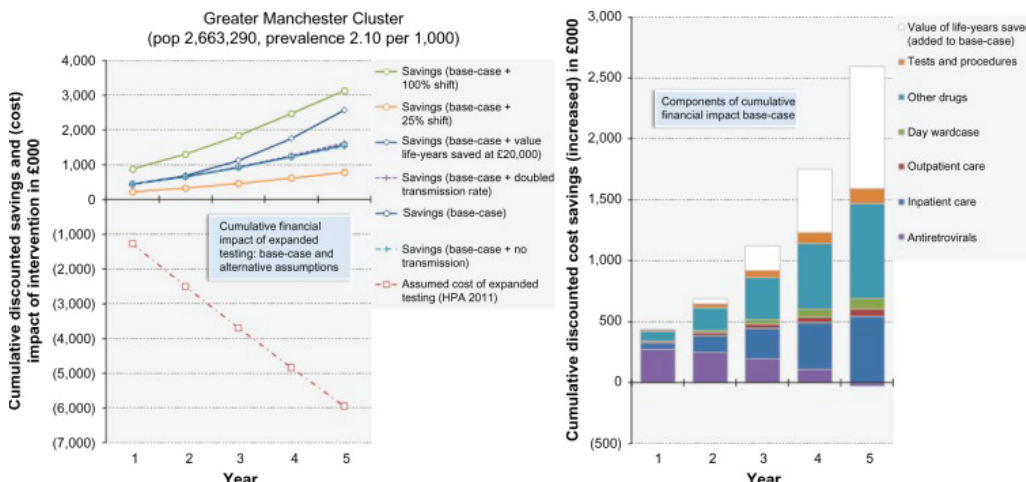 Greater Manchester Cluster
(pop 2,663,290, prevalence 2.10 per 1,000)
Cumulative discounted savings and (cost)
impact of intervention in £000
4,000
3,000
2,000
1,000
0
(1,000)
(2,000)
(3,000)
(4,000)
(5,000)
(6,000)
(7,000)
1 2 3 4 5
Year
Cumulative financial
impact of expanded
testing: base-case and
alternative assumptions
Savings (base-case +
100% shift)
Savings (base-case +
25% shift)
Savings (base-case + value
life-years saved at £20,000)
Savings (base-case + doubled
transmission rate)
Savings (base-case)
Savings (base-case + no
transmission)
Assumed cost of expanded
testing (HPA 2011)
Cumulative discounted cost savings (increased) in £000
3,000
2,500
2,000
1,500
1,000
500
0
(500)
1 2 3 4 5
Year
Components of cumulative
financial impact base-case
Value of life-years saved
(added to base-case)
Tests and procedures
Other drugs
Day wardcase
Outpatient care
Inpatient care
Antiretrovirals